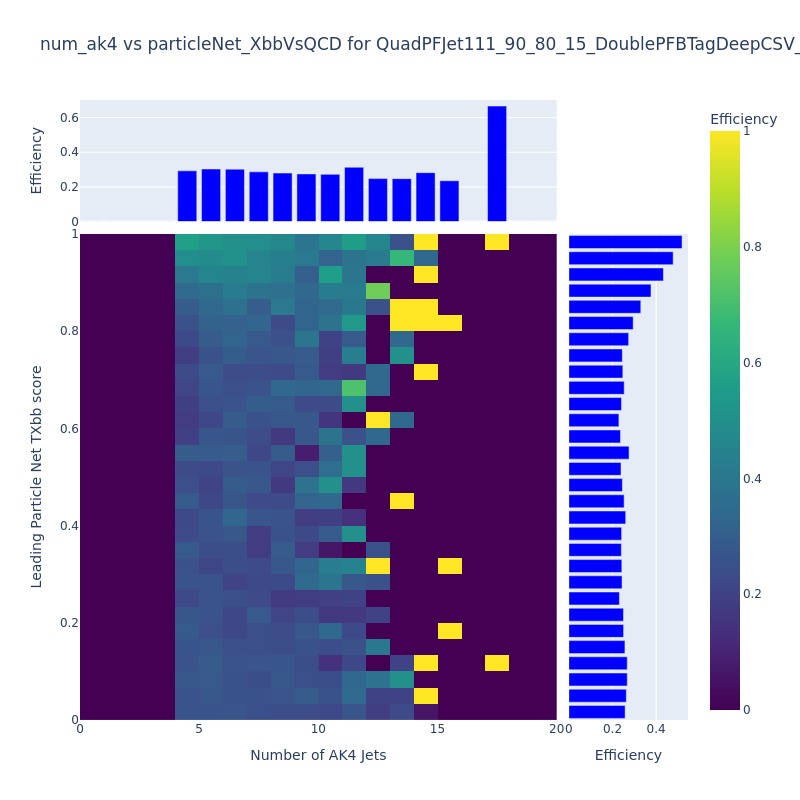 num_ak4 vs particleNet_XbbVsQCD for QuadPFJet111_90_80_15_DoublePFBTagDeepCSV_
Efficiency
0.6
0.4
0.2
0
Efficiency
1
0.8
0.6
0.4
0.2
0
Leading Particle Net TXbb score
1
0.8
0.6
0.4
0.2
0
0 5 10 15 20
Number of AK4 Jets
0 0.2 0.4
Efficiency